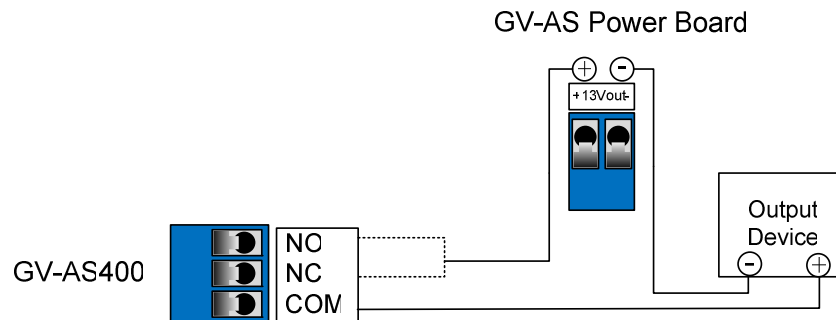 GV-AS Power Board
+ -
+13Vout-
Output
Device
- +
GV-AS400
NO
NC
COM